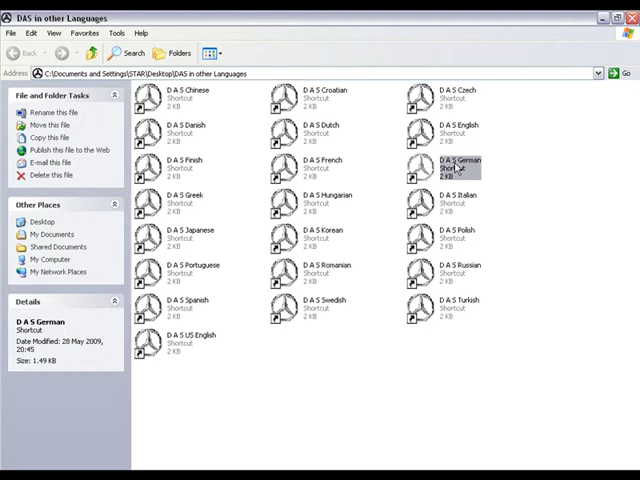 DAS in other Languages
File Edit View Favorites Tools Help
Back Search Folders
Address C:\Documents and Settings\STAR\Desktop\DAS in other Languages Go
File and Folder Tasks
Rename this file
Move this file
Copy this file
Publish this file to the Web
E-mail this file
Delete this file
Other Places
Desktop
My Documents
Shared Documents
My Computer
My Network Places
Details
D A S German
Shortcut
Date Modified: 28 May 2009,
20:45
Size: 1.49 KB
D A S Chinese
Shortcut
2 KB
D A S Croatian
Shortcut
2 KB
D A S Czech
Shortcut
2 KB
D A S Danish
Shortcut
2 KB
D A S Dutch
Shortcut
2 KB
D A S English
Shortcut
2 KB
D A S Finish
Shortcut
2 KB
D A S French
Shortcut
2 KB
D A S German
Shortcut
2 KB
D A S Greek
Shortcut
2 KB
D A S Hungarian
Shortcut
2 KB
D A S Italian
Shortcut
2 KB
D A S Japanese
Shortcut
2 KB
D A S Korean
Shortcut
2 KB
D A S Polish
Shortcut
2 KB
D A S Portuguese
Shortcut
2 KB
D A S Romanian
Shortcut
2 KB
D A S Russian
Shortcut
2 KB
D A S Spanish
Shortcut
2 KB
D A S Swedish
Shortcut
2 KB
D A S Turkish
Shortcut
2 KB
D A S US English
Shortcut
2 KB